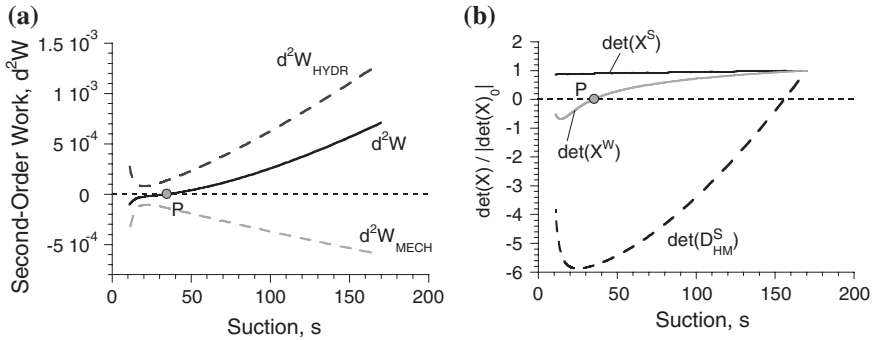 (a)
Second-Order Work, d²W
1.5 10⁻³
1 10⁻³
5 10⁻⁴
0
-5 10⁻⁴
d²W_HYDR
d²W
P
d²W_MECH
0 50 100 150 200
Suction, s
(b)
det(X) / |det(X)₀|
2
1
0
-1
-2
-3
-4
-5
-6
det(X^S)
P
det(X^W)
det(D^S_HM)
0 50 100 150 200
Suction, s